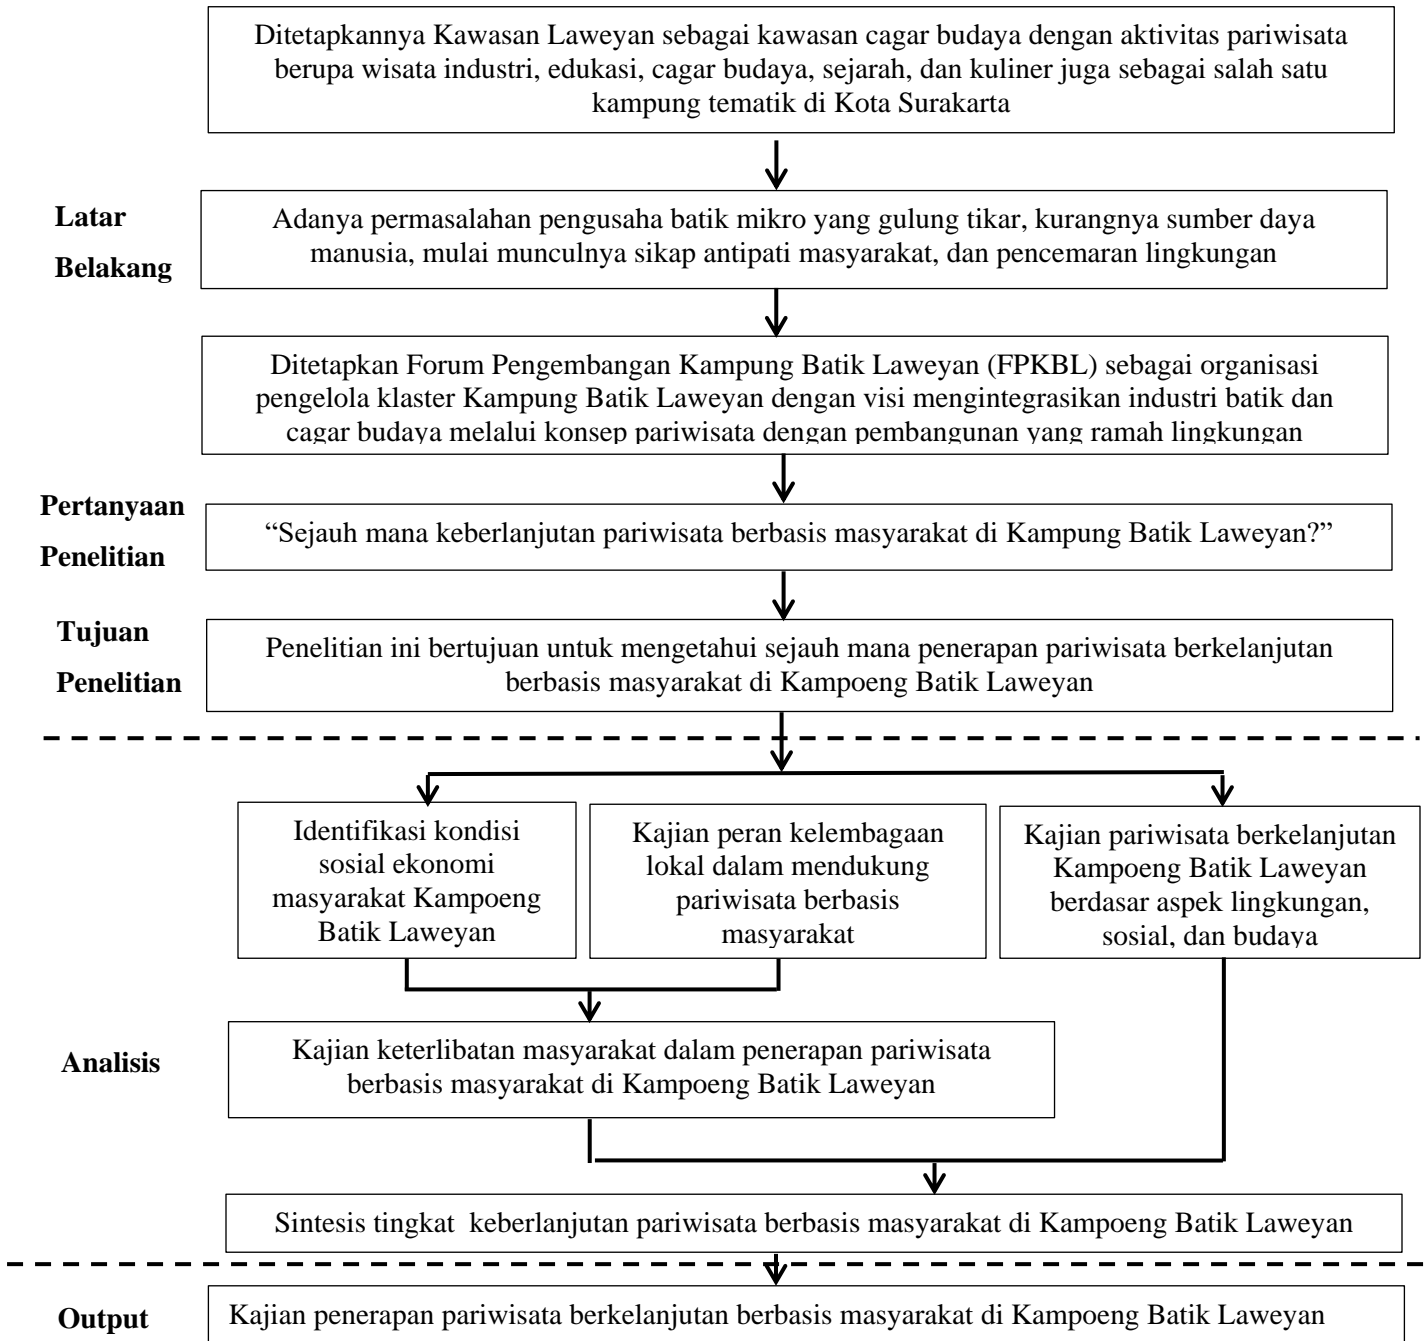 Ditetapkannya Kawasan Laweyan sebagai kawasan cagar budaya dengan aktivitas pariwisata
berupa wisata industri, edukasi, cagar budaya, sejarah, dan kuliner juga sebagai salah satu
kampung tematik di Kota Surakarta
Latar
Belakang
Adanya permasalahan pengusaha batik mikro yang gulung tikar, kurangnya sumber daya
manusia, mulai munculnya sikap antipati masyarakat, dan pencemaran lingkungan
Ditetapkan Forum Pengembangan Kampung Batik Laweyan (FPKBL) sebagai organisasi
pengelola klaster Kampung Batik Laweyan dengan visi mengintegrasikan industri batik dan
cagar budaya melalui konsep pariwisata dengan pembangunan yang ramah lingkungan
Pertanyaan
Penelitian
“Sejauh mana keberlanjutan pariwisata berbasis masyarakat di Kampung Batik Laweyan?”
Tujuan
Penelitian
Penelitian ini bertujuan untuk mengetahui sejauh mana penerapan pariwisata berkelanjutan
berbasis masyarakat di Kampoeng Batik Laweyan
Identifikasi kondisi
sosial ekonomi
masyarakat Kampoeng
Batik Laweyan
Kajian peran kelembagaan
lokal dalam mendukung
pariwisata berbasis
masyarakat
Kajian pariwisata berkelanjutan
Kampoeng Batik Laweyan
berdasar aspek lingkungan,
sosial, dan budaya
Analisis
Kajian keterlibatan masyarakat dalam penerapan pariwisata
berbasis masyarakat di Kampoeng Batik Laweyan
Sintesis tingkat  keberlanjutan pariwisata berbasis masyarakat di Kampoeng Batik Laweyan
Output
Kajian penerapan pariwisata berkelanjutan berbasis masyarakat di Kampoeng Batik Laweyan